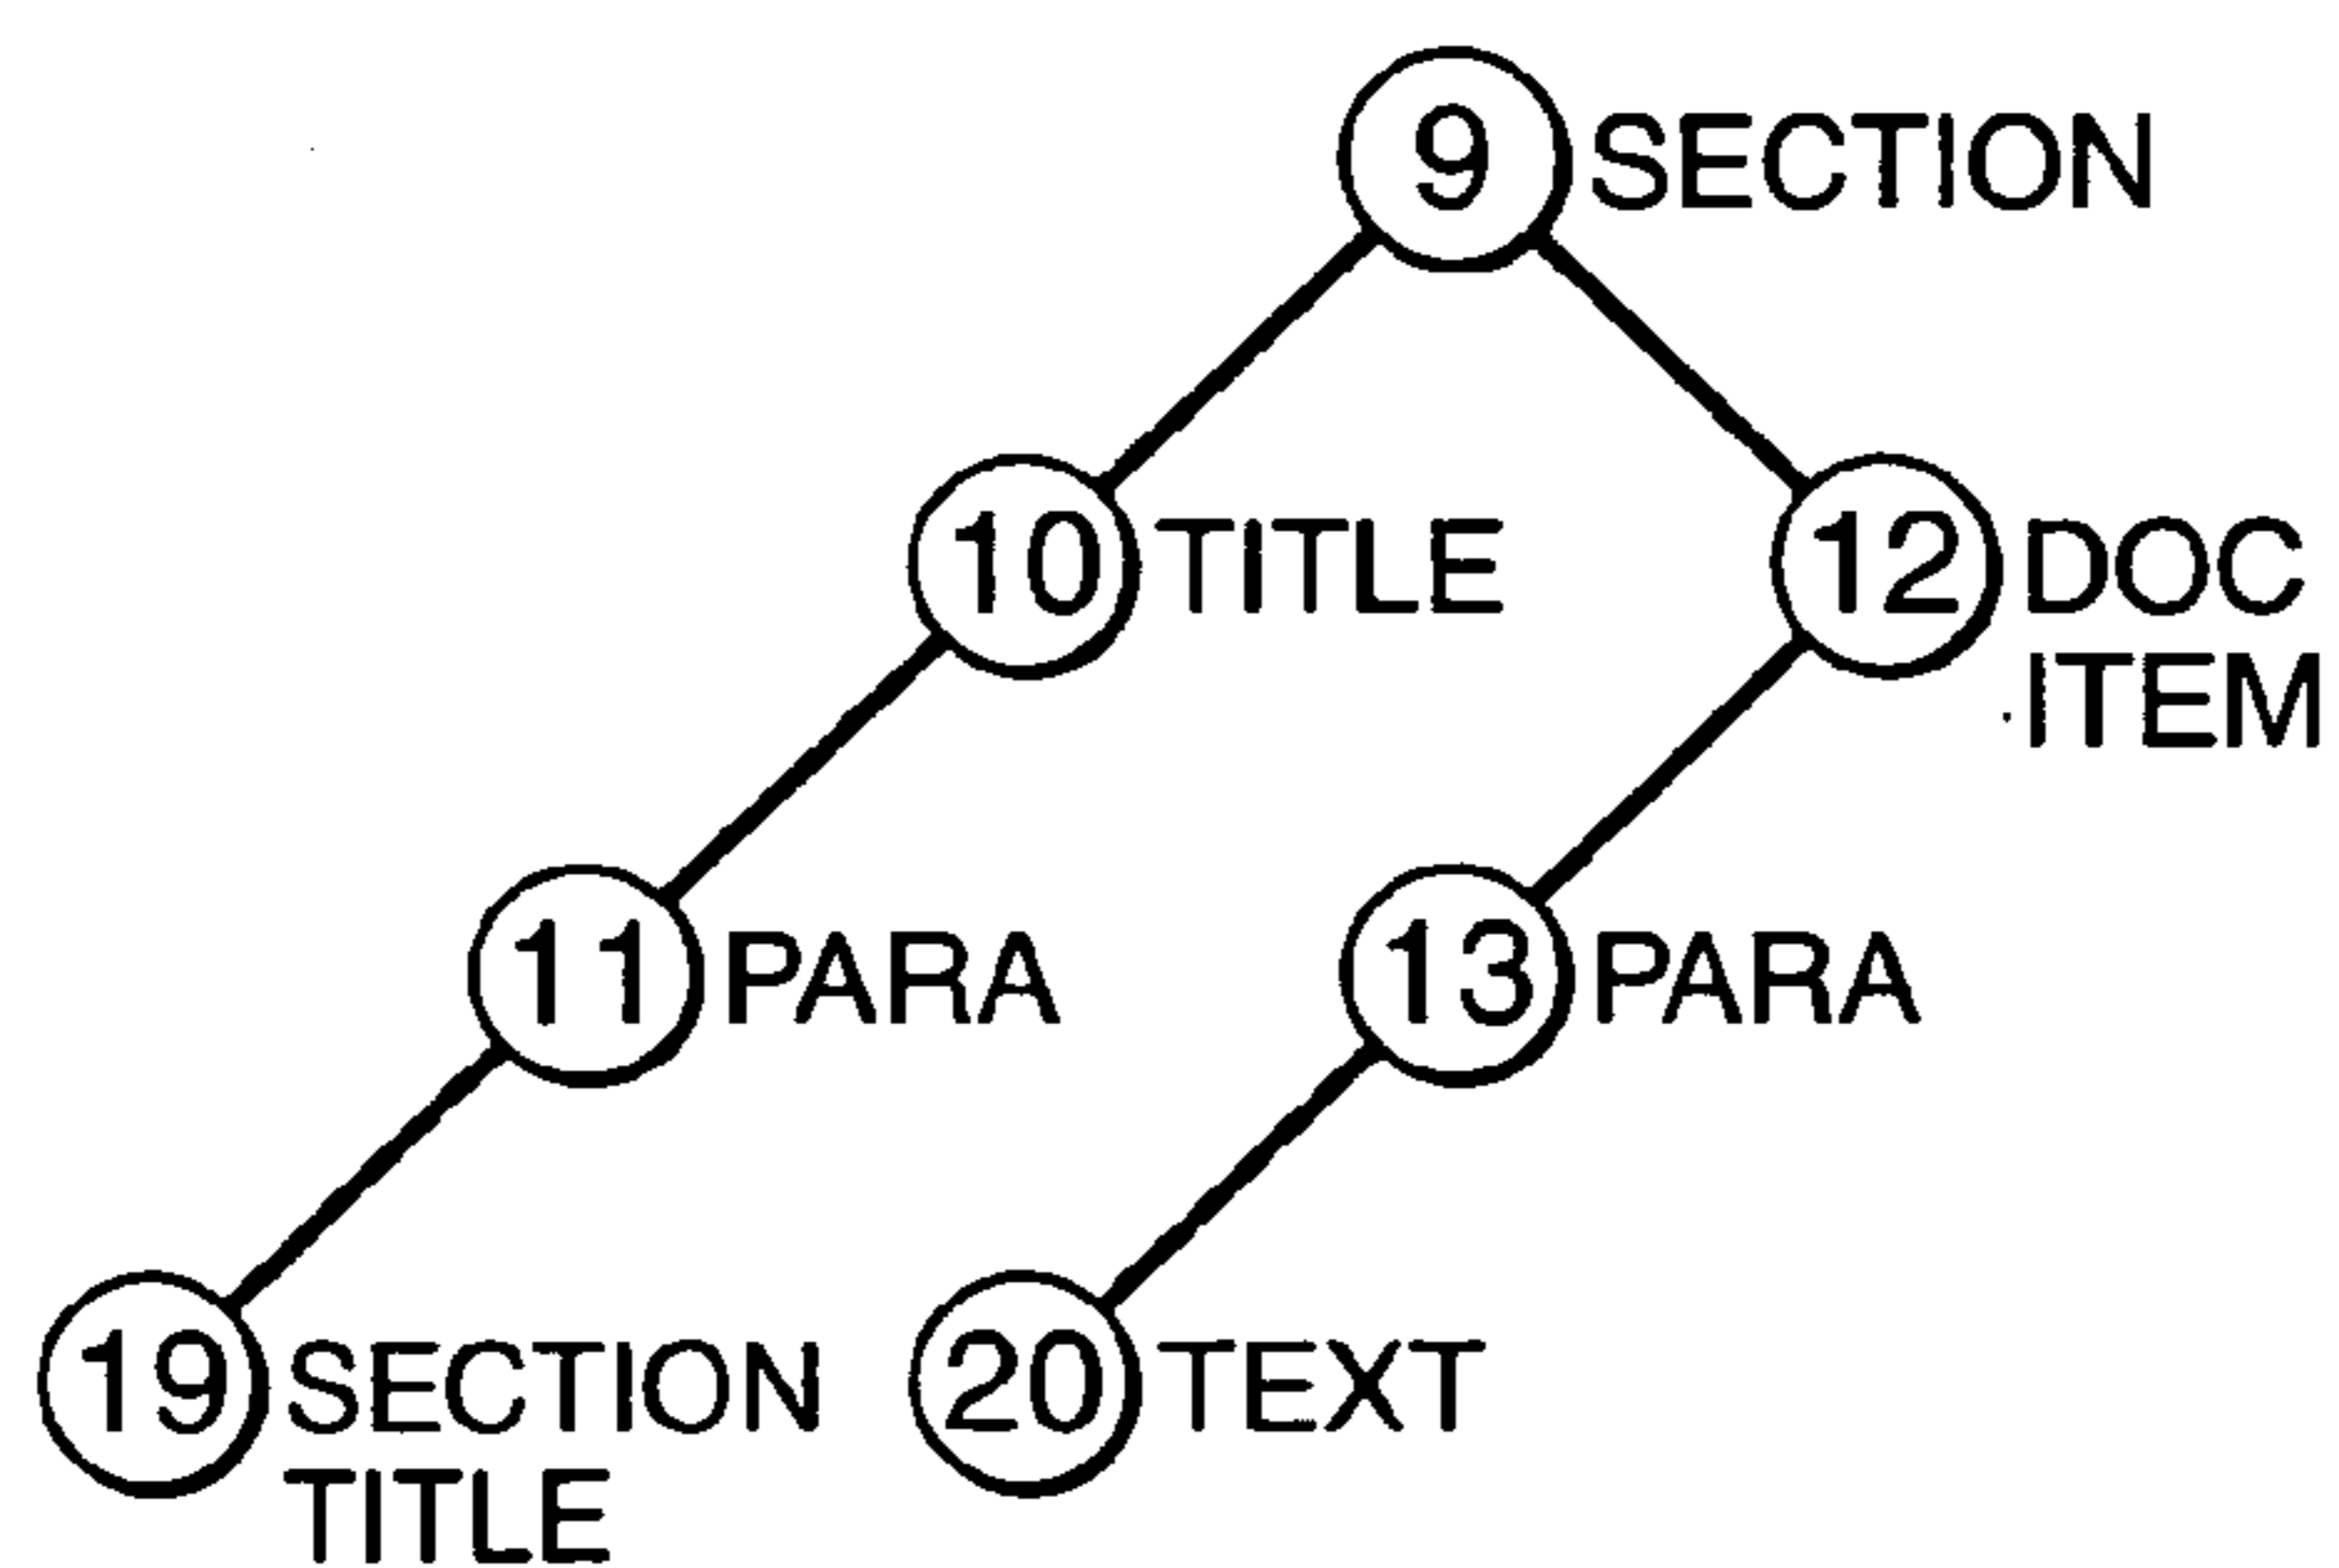 9 SECTION
10 TITLE
12 DOC
ITEM
11 PARA
13 PARA
19 SECTION
TITLE
20 TEXT